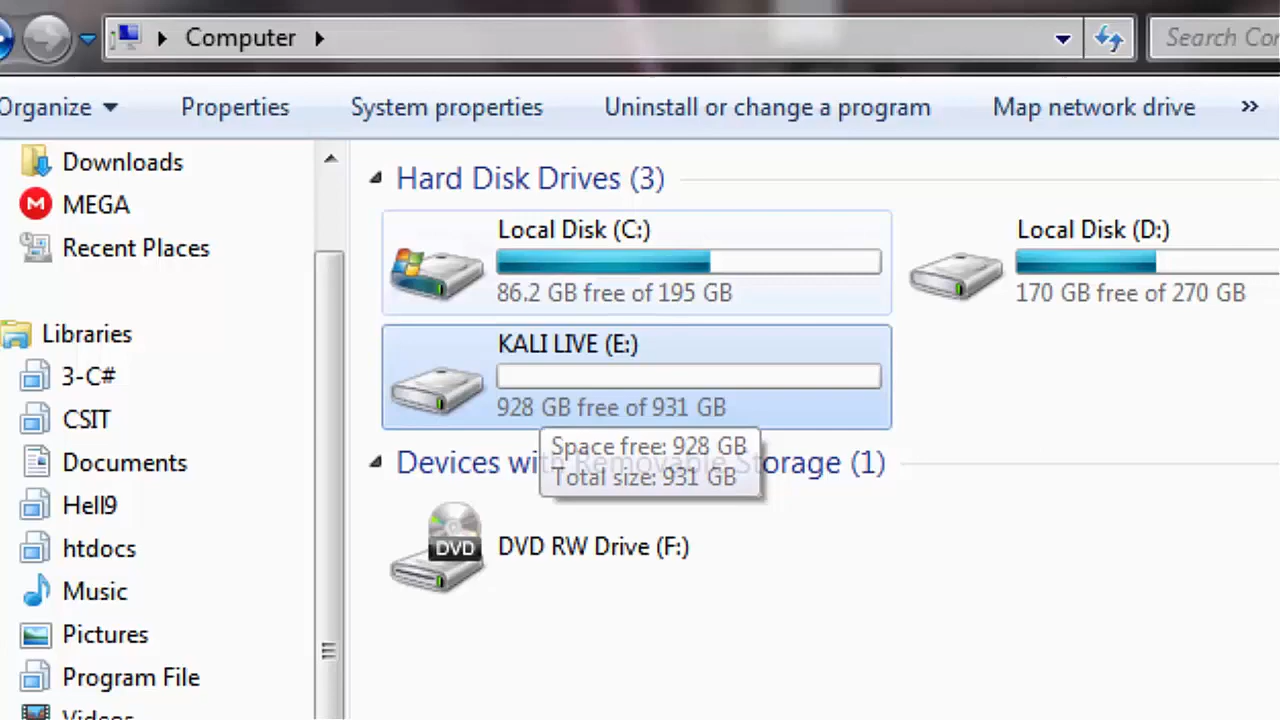 Computer
Search Co
Organize
Properties
System properties
Uninstall or change a program
Map network drive
»
Downloads
MEGA
Recent Places
Libraries
3-C#
CSIT
Documents
Hell9
htdocs
Music
Pictures
Program File
Videos
Hard Disk Drives (3)
Local Disk (C:)
86.2 GB free of 195 GB
Local Disk (D:)
170 GB free of 270 GB
KALI LIVE (E:)
928 GB free of 931 GB
Space free: 928 GB
Total size: 931 GB
Devices with Removable Storage (1)
DVD
DVD RW Drive (F:)